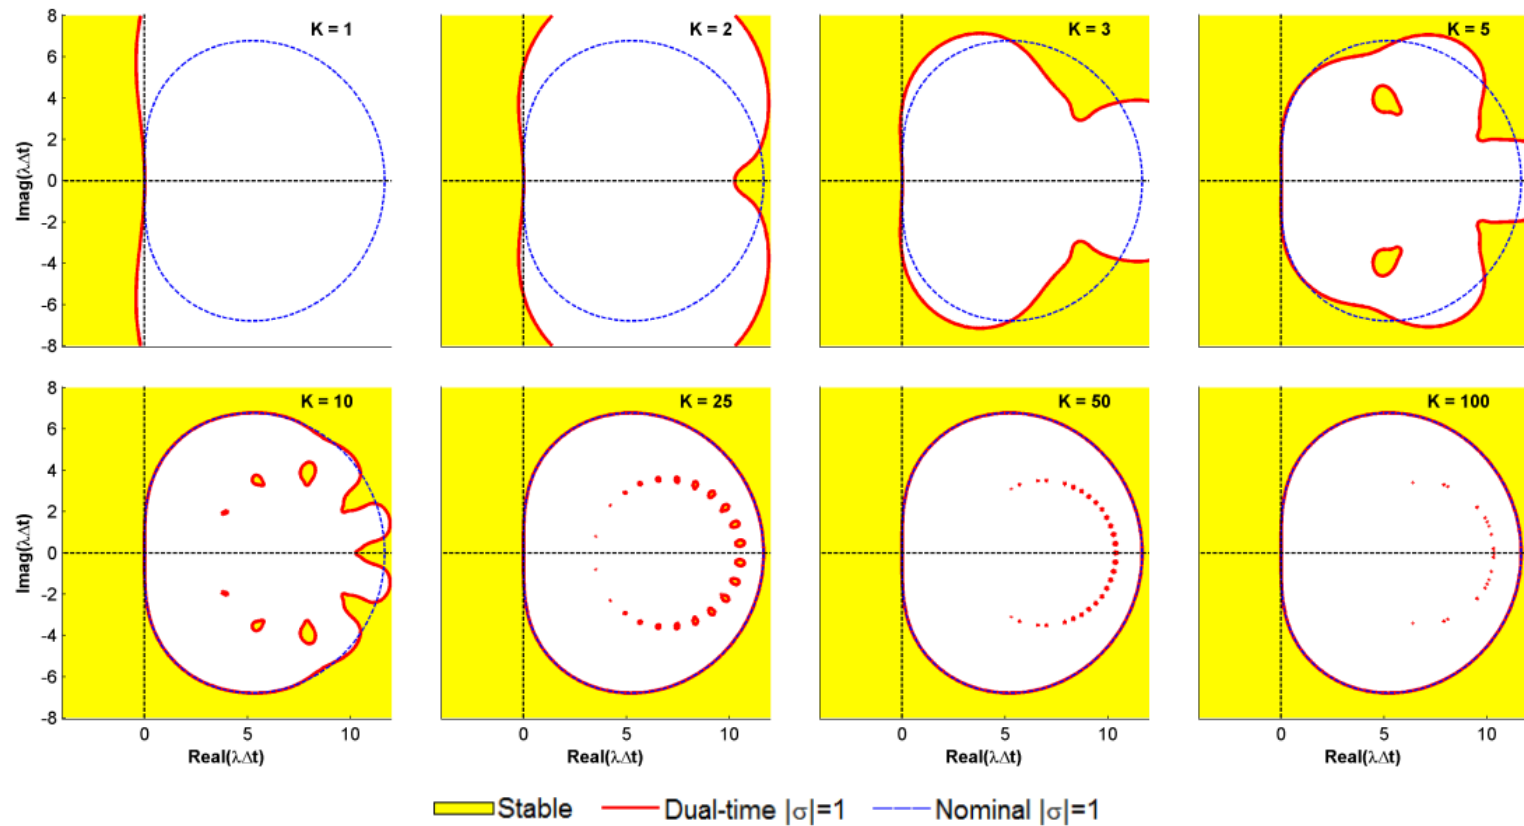 8
6
4
2
0
-2
-4
-6
-8
Imag(λΔt)
K = 1
K = 2
K = 3
K = 5
8
6
4
2
0
-2
-4
-6
-8
Imag(λΔt)
K = 10
K = 25
K = 50
K = 100
0 5 10
0 5 10
0 5 10
0 5 10
Real(λΔt)
Real(λΔt)
Real(λΔt)
Real(λΔt)
Stable Dual-time |σ|=1 Nominal |σ|=1